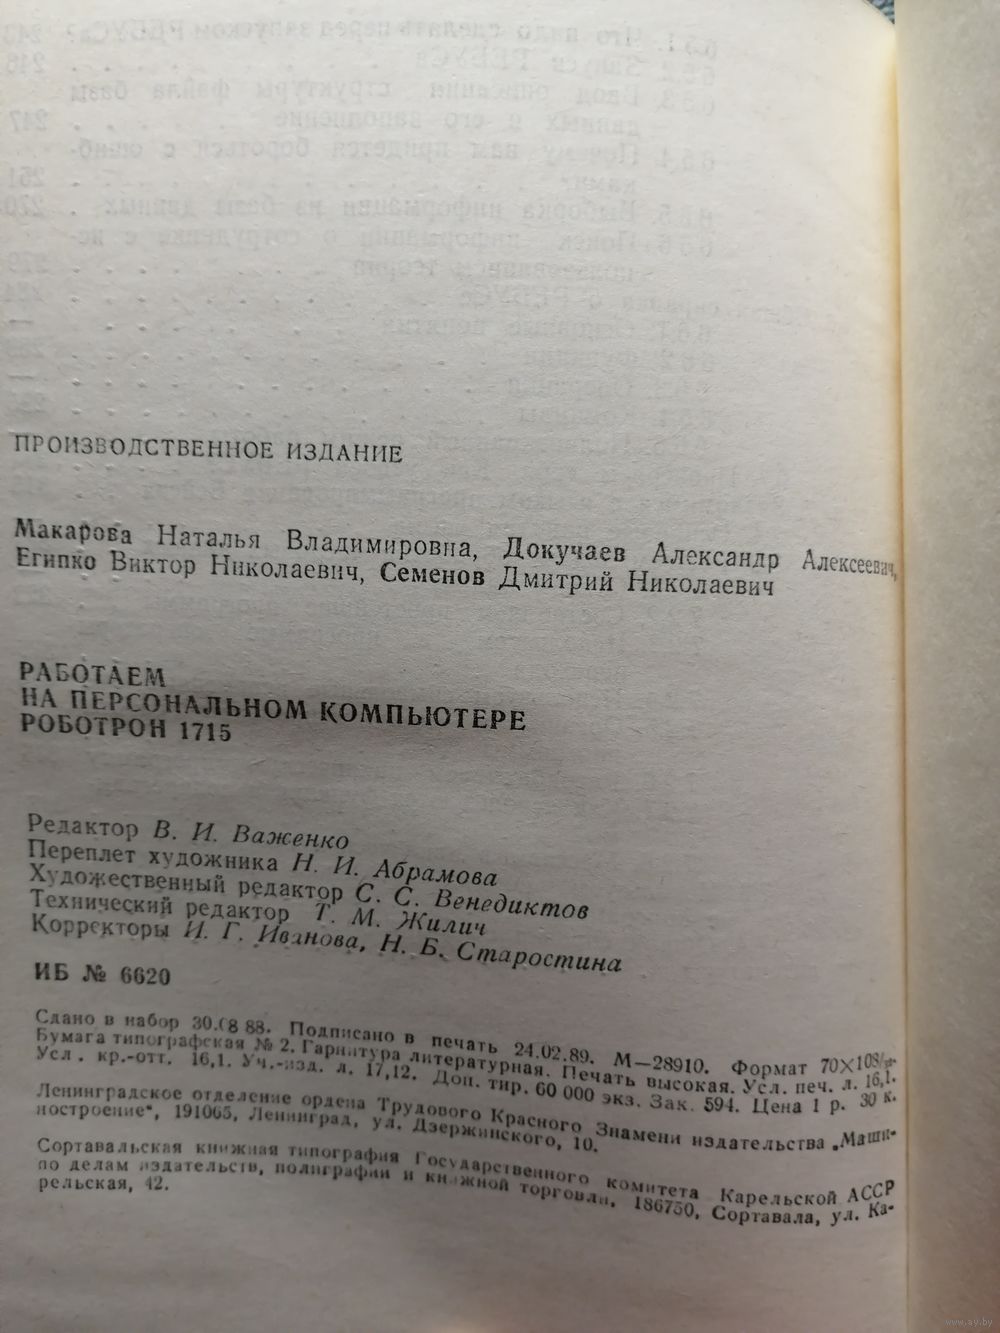 ПРОИЗВОДСТВЕННОЕ ИЗДАНИЕ
Макарова Наталья Владимировна, Докучаев Александр Алексеевич,
Египко Виктор Николаевич, Семенов Дмитрий Николаевич
РАБОТАЕМ
НА ПЕРСОНАЛЬНОМ КОМПЬЮТЕРЕ
РОБОТРОН 1715
Редактор В. И. Важенко
Переплет художника Н. И. Абрамова
Художественный редактор С. С. Венедиктов
Технический редактор Т. М. Жилич
Корректоры И. Г. Иванова, Н. Б. Старостина
ИБ № 6620
Сдано в набор 30.08 88. Подписано в печать 24.02.89. М—28910. Формат 70×108/
Бумага типографская № 2. Гарнитура литературная. Печать высокая. Усл. печ. л. 16,1.
Усл. кр.-отт. 16,1. Уч.-изд. л. 17,12. Доп. тир. 60 000 экз. Зак. 594. Цена 1 р. 30 к.
Ленинградское отделение ордена Трудового Красного Знамени издательства „Маши-
ностроение", 191065, Ленинград, ул. Дзержинского, 10.
Сортавальская книжная типография Государственного комитета Карельской АССР
по делам издательств, полиграфии и книжной торговли, 186750, Сортавала, ул. Ка-
рельская, 42.
www.ay.by